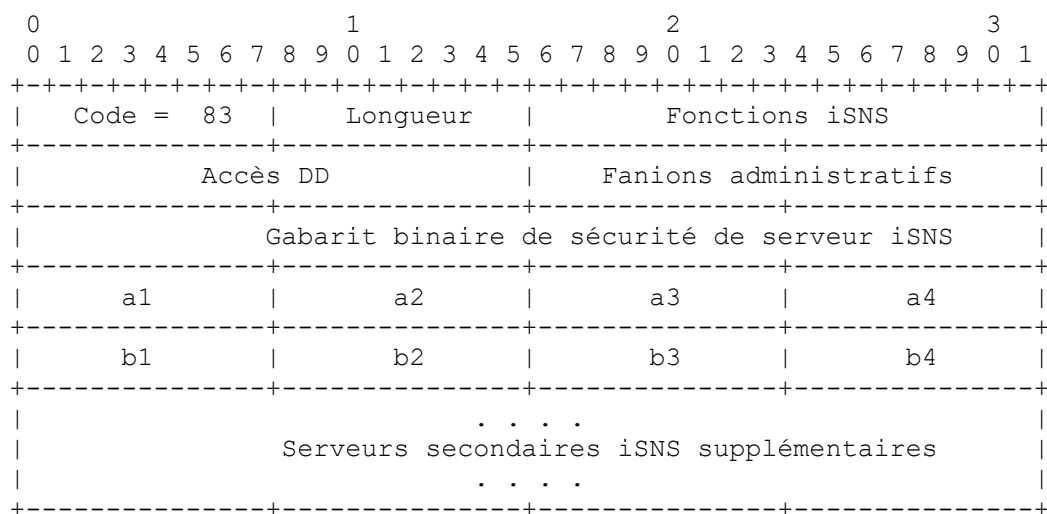 0 1 2 3
0 1 2 3 4 5 6 7 8 9 0 1 2 3 4 5 6 7 8 9 0 1 2 3 4 5 6 7 8 9 0 1
+-+-+-+-+-+-+-+-+-+-+-+-+-+-+-+-+-+-+-+-+-+-+-+-+-+-+-+-+-+-+-+-+
| Code = 83 | Longueur | Fonctions iSNS |
+---------------+---------------+---------------+---------------+
| Accès DD | Fanions administratifs |
+---------------+---------------+---------------+---------------+
| Gabarit binaire de sécurité de serveur iSNS |
+---------------+---------------+---------------+---------------+
| a1 | a2 | a3 | a4 |
+---------------+---------------+---------------+---------------+
| b1 | b2 | b3 | b4 |
+---------------+---------------+---------------+---------------+
| . . . . |
| Serveurs secondaires iSNS supplémentaires |
| . . . . |
+---------------+---------------+---------------+---------------+